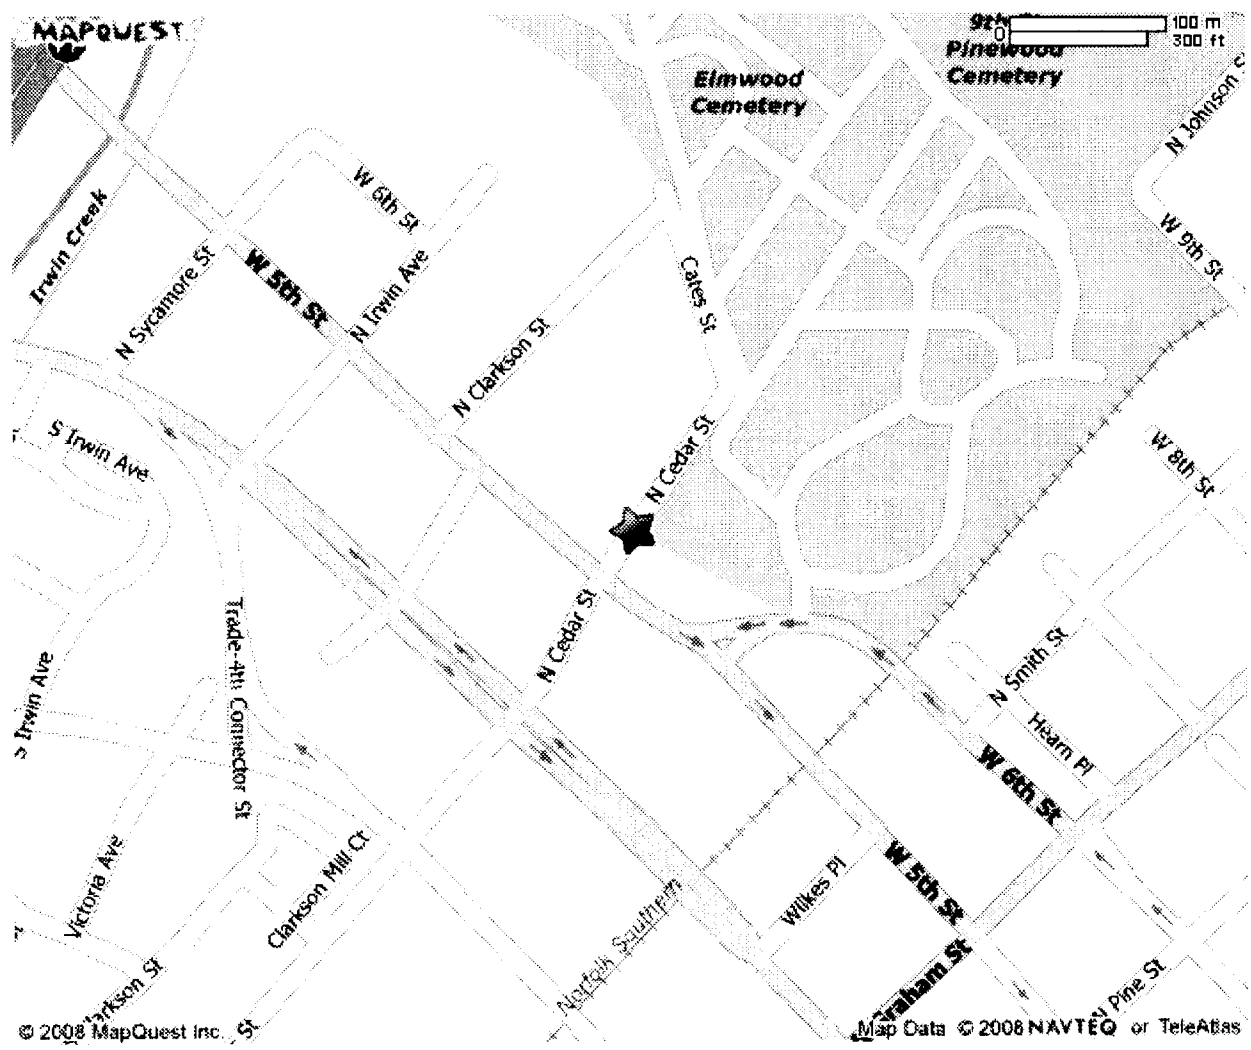 MAPQUEST
100 m
0
300 ft
Pinewood
Cemetery
Elmwood
Cemetery
N Johnson S
W 6th St
Irwin Creek
W 9th St
N Sycamore St
W 5th St
N Irwin Ave
Cates St
N Clarkson St
S Irwin Ave
N Cedar St
W 8th St
N Cedar St
Trade-4th Connector St
S Irwin Ave
N Smith St
Hearn Pl
W 6th St
Victoria Ave
Clarkson Mill Ct
Wilkes Pl
W 5th St
Norfolk Southern
Graham St
N Pine St
larkson St
St
© 2008 MapQuest Inc.
Map Data © 2008 NAVTEQ or TeleAtlas